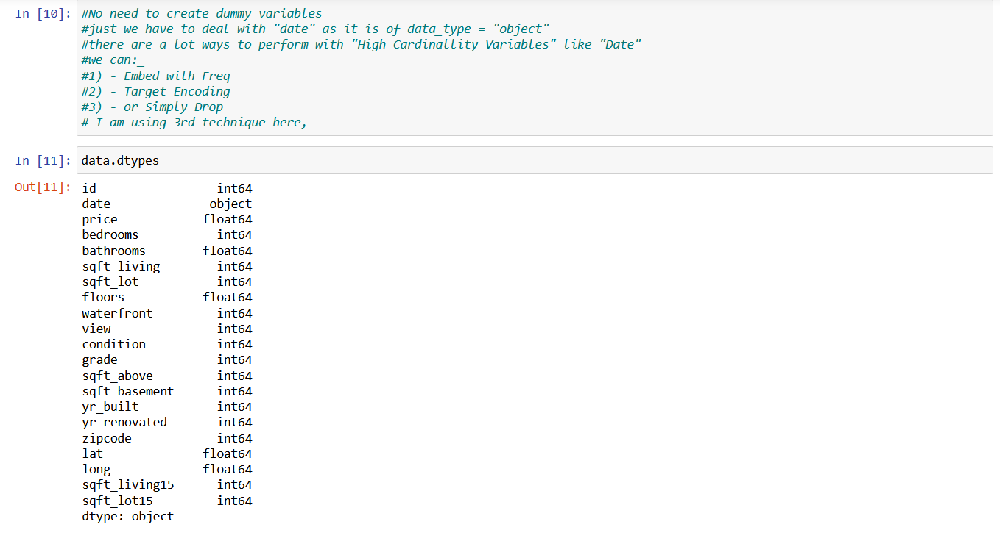 In [10]: #No need to create dummy variables
#just we have to deal with "date" as it is of data_type = "object"
#there are a lot ways to perform with "High Cardinallity Variables" like "Date"
#we can:_
#1) - Embed with Freq
#2) - Target Encoding
#3) - or Simply Drop
# I am using 3rd technique here,
In [11]: data.dtypes
Out[11]: id int64
date object
price float64
bedrooms int64
bathrooms float64
sqft_living int64
sqft_lot int64
floors float64
waterfront int64
view int64
condition int64
grade int64
sqft_above int64
sqft_basement int64
yr_built int64
yr_renovated int64
zipcode int64
lat float64
long float64
sqft_living15 int64
sqft_lot15 int64
dtype: object